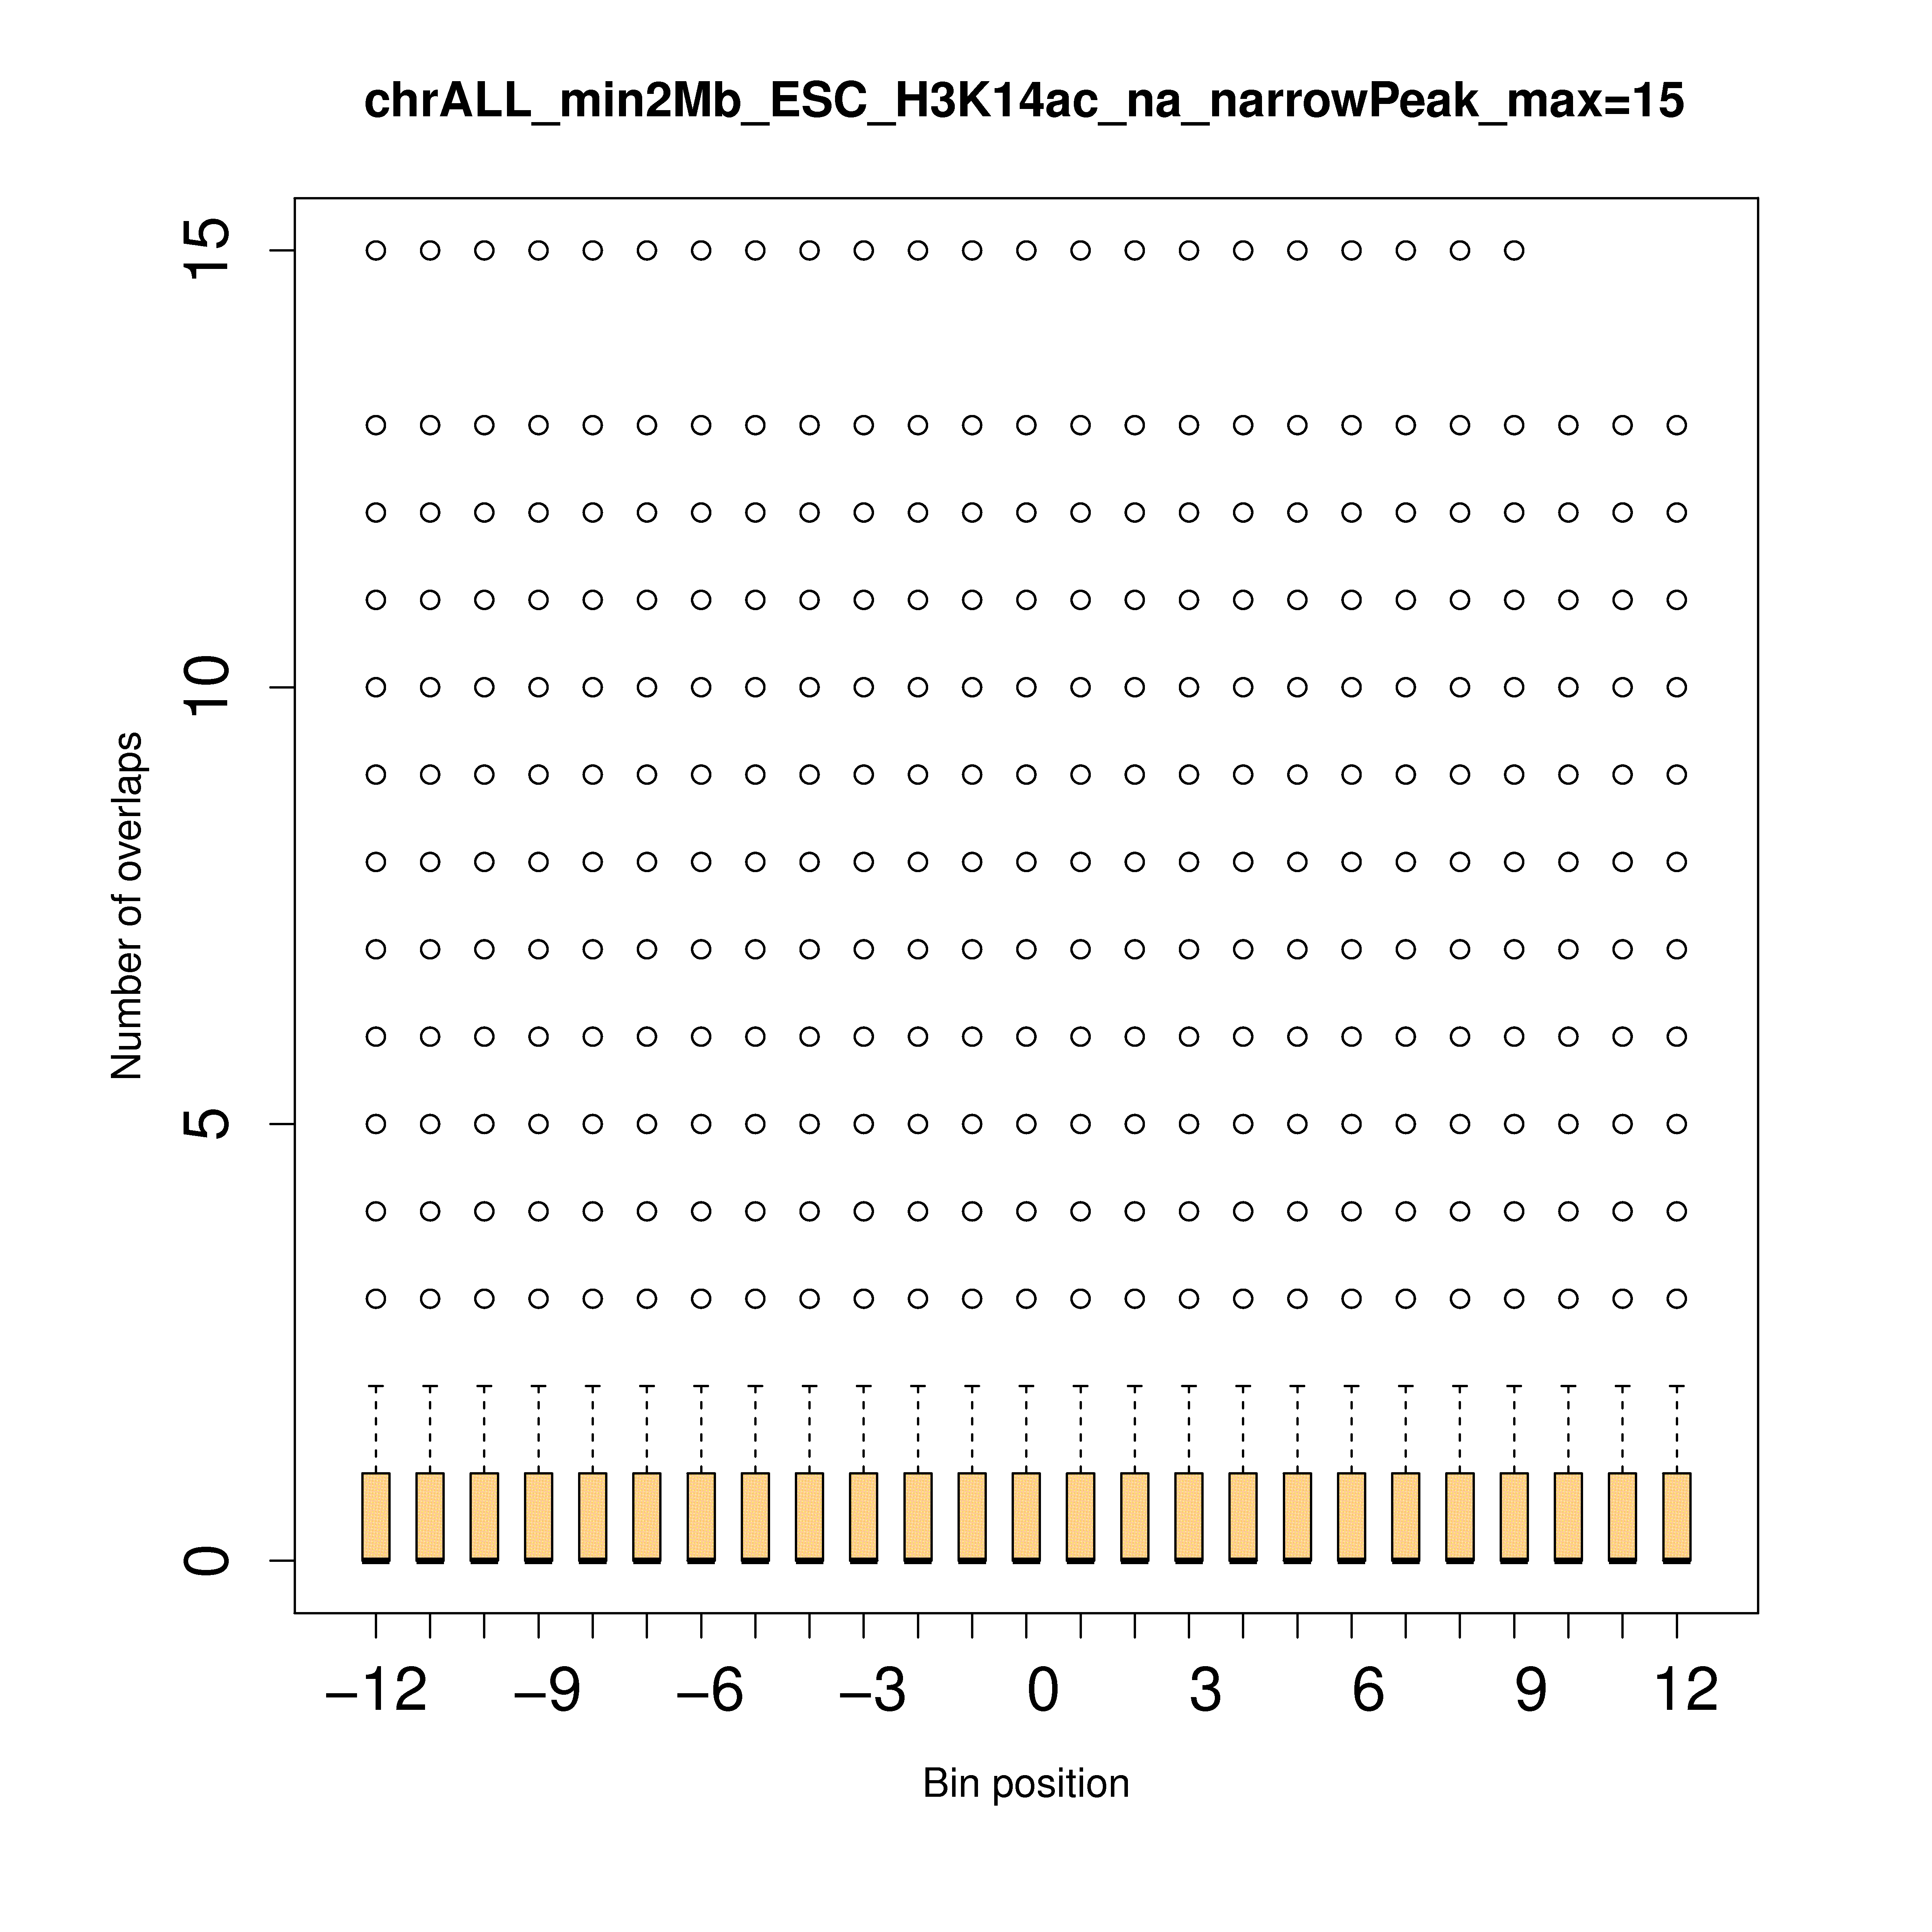 chrALL_min2Mb_ESC_H3K14ac_na_narrowPeak_max=15
15
10
5
0
Number of overlaps
−12 −9 −6 −3 0 3 6 9 12
Bin position